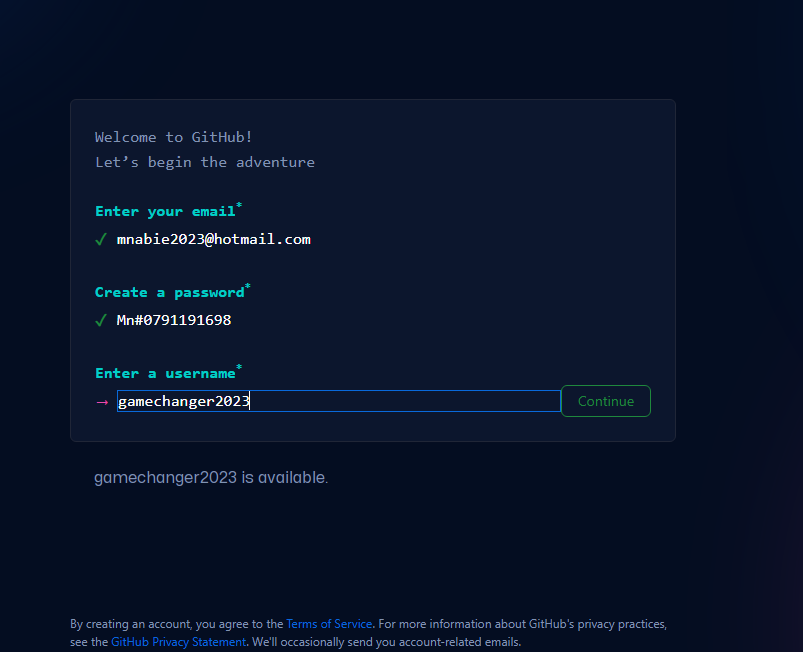 Welcome to GitHub!
Let’s begin the adventure
Enter your email*
✓ mnabie2023@hotmail.com
Create a password*
✓ Mn#0791191698
Enter a username*
→ gamechanger2023 Continue
gamechanger2023 is available.
By creating an account, you agree to the Terms of Service. For more information about GitHub's privacy practices,
see the GitHub Privacy Statement. We'll occasionally send you account-related emails.